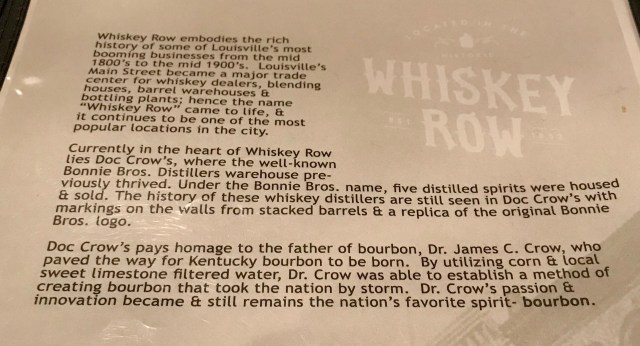 Whiskey Row embodies the rich
history of some of Louisville's most
booming businesses from the mid
1800's to the mid 1900's. Louisville's
Main Street became a major trade
center for whiskey dealers, blending
houses, barrel warehouses &
bottling plants; hence the name
"Whiskey Row" came to life, &
it continues to be one of the most
popular locations in the city.
LOCATED IN THE
WHISKEY
ROW
Currently in the heart of Whiskey Row
lies Doc Crow's, where the well-known
Bonnie Bros. Distillers warehouse pre-
viously thrived. Under the Bonnie Bros. name, five distilled spirits were housed
& sold. The history of these whiskey distillers are still seen in Doc Crow's with
markings on the walls from stacked barrels & a replica of the original Bonnie
Bros. logo.
Doc Crow's pays homage to the father of bourbon, Dr. James C. Crow, who
paved the way for Kentucky bourbon to be born. By utilizing corn & local
sweet limestone filtered water, Dr. Crow was able to establish a method of
creating bourbon that took the nation by storm. Dr. Crow's passion &
innovation became & still remains the nation's favorite spirit- bourbon.